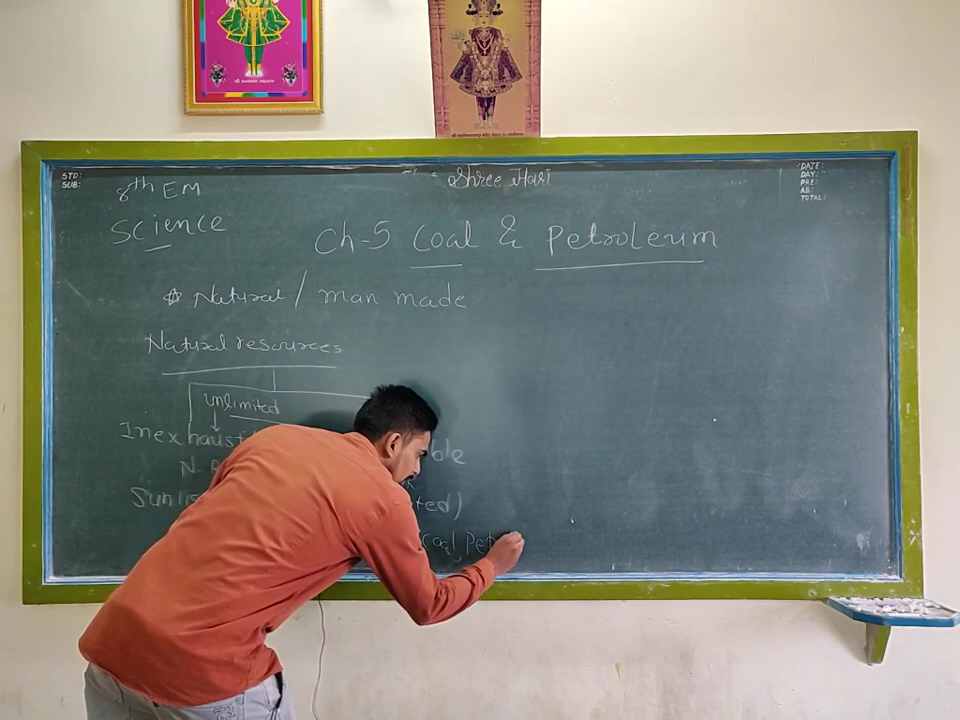 STD:
SUB:
Shree Hari
DATE:
DAY:
PRE:
AB:
TOTAL:
8th EM
Science
Ch-5 Coal & Petroleum
Natural / man made
Natural resources
unlimited
Inexhaust ble
N.
Sunli ted)
Coal, Pet